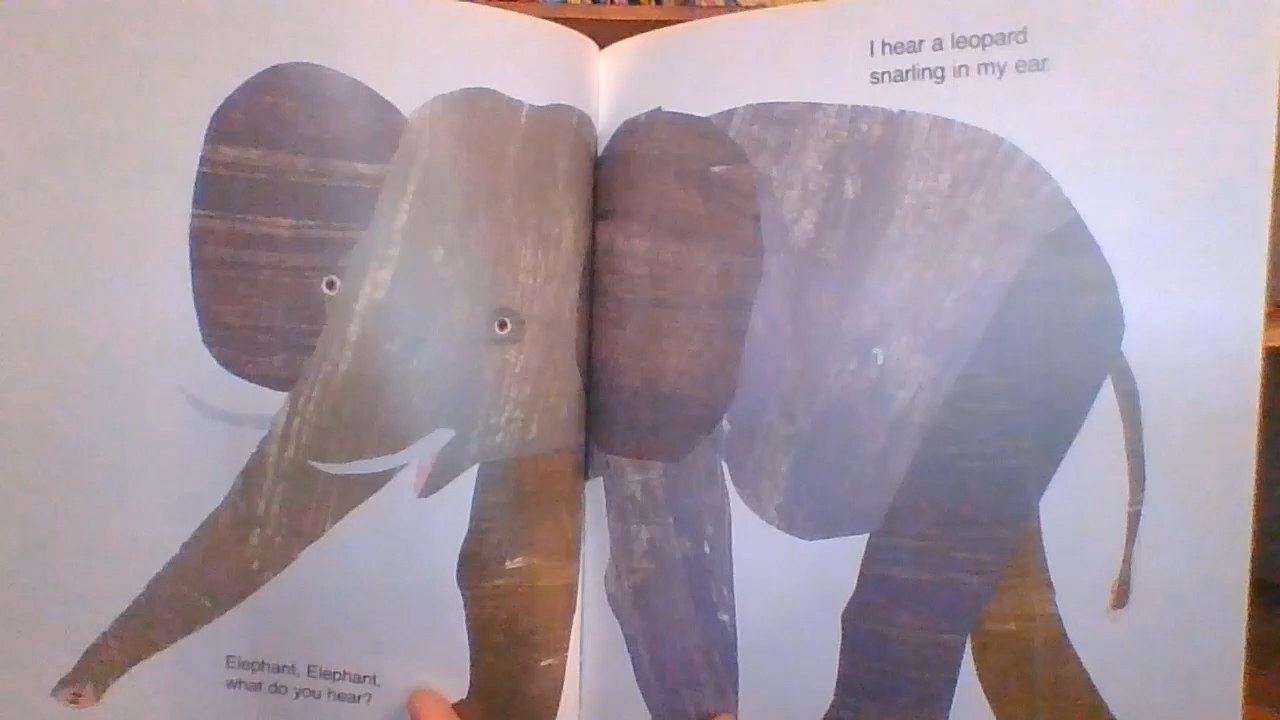 Elephant, Elephant,
what do you hear?
I hear a leopard
snarling in my ear.